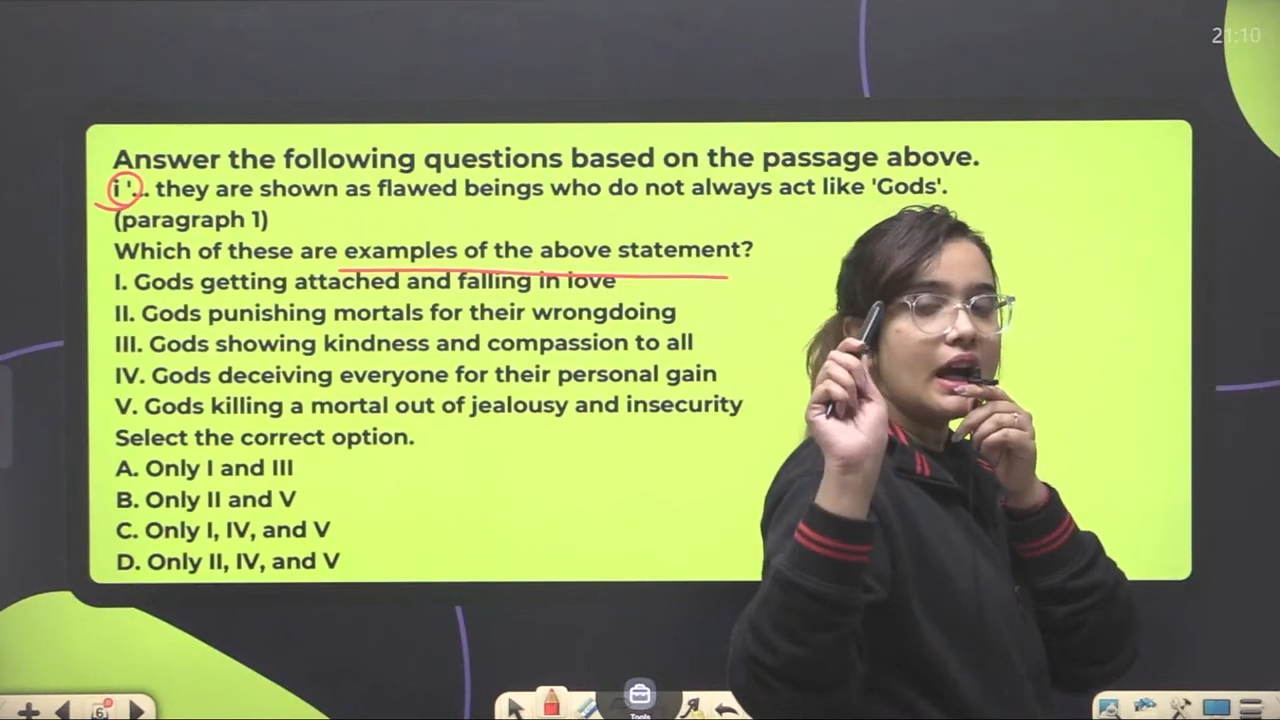 21:10
Answer the following questions based on the passage above.
i '... they are shown as flawed beings who do not always act like 'Gods'.
(paragraph 1)
Which of these are examples of the above statement?
I. Gods getting attached and falling in love
II. Gods punishing mortals for their wrongdoing
III. Gods showing kindness and compassion to all
IV. Gods deceiving everyone for their personal gain
V. Gods killing a mortal out of jealousy and insecurity
Select the correct option.
A. Only I and III
B. Only II and V
C. Only I, IV, and V
D. Only II, IV, and V
6
Tools